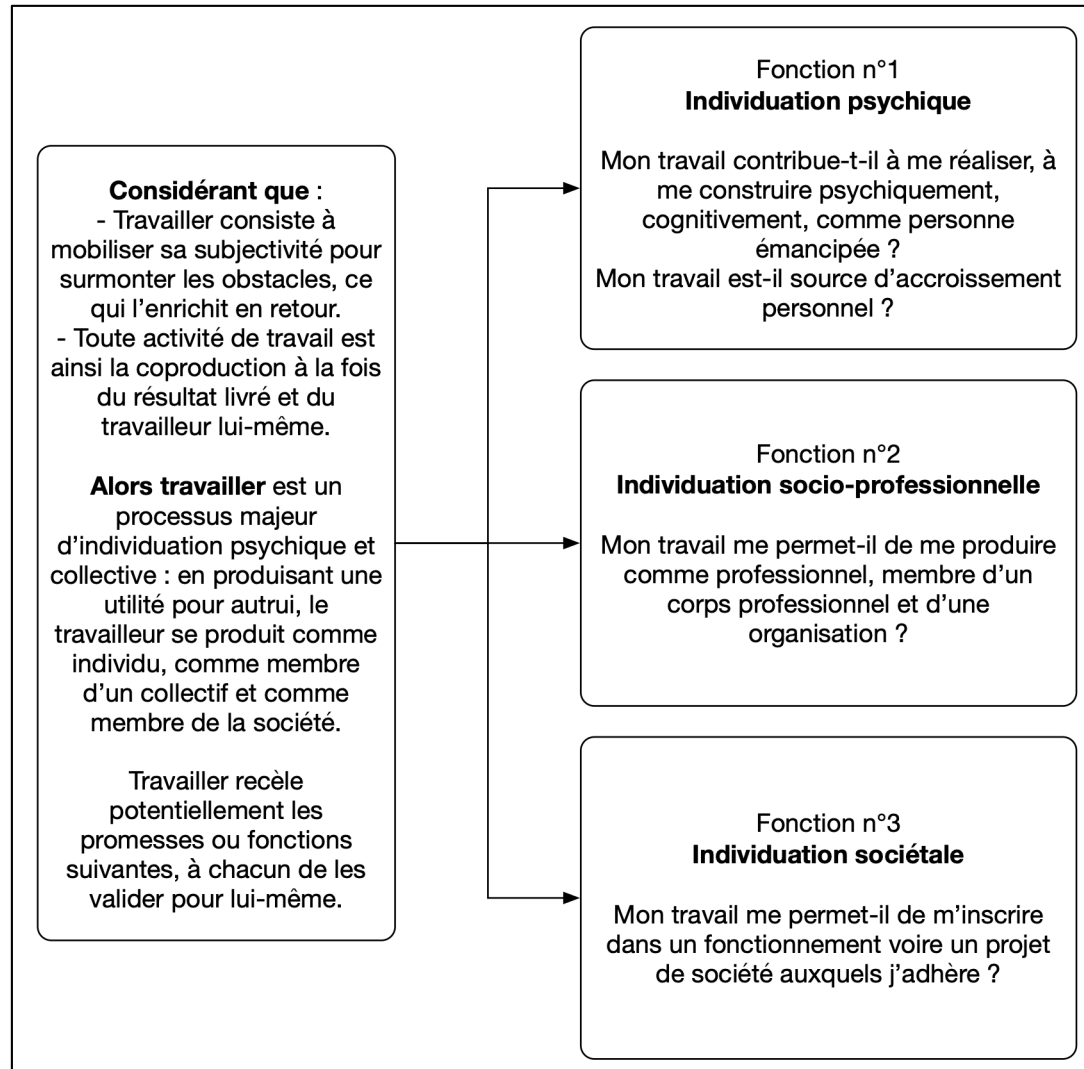 Considérant que :
- Travailler consiste à
mobiliser sa subjectivité pour
surmonter les obstacles, ce
qui l’enrichit en retour.
- Toute activité de travail est
ainsi la coproduction à la fois
du résultat livré et du
travailleur lui-même.
Alors travailler est un
processus majeur
d’individuation psychique et
collective : en produisant une
utilité pour autrui, le
travailleur se produit comme
individu, comme membre
d’un collectif et comme
membre de la société.
Travailler recèle
potentiellement les
promesses ou fonctions
suivantes, à chacun de les
valider pour lui-même.
Fonction n°1
Individuation psychique
Mon travail contribue-t-il à me réaliser, à
me construire psychiquement,
cognitivement, comme personne
émancipée ?
Mon travail est-il source d’accroissement
personnel ?
Fonction n°2
Individuation socio-professionnelle
Mon travail me permet-il de me produire
comme professionnel, membre d’un
corps professionnel et d’une
organisation ?
Fonction n°3
Individuation sociétale
Mon travail me permet-il de m’inscrire
dans un fonctionnement voire un projet
de société auxquels j’adhère ?